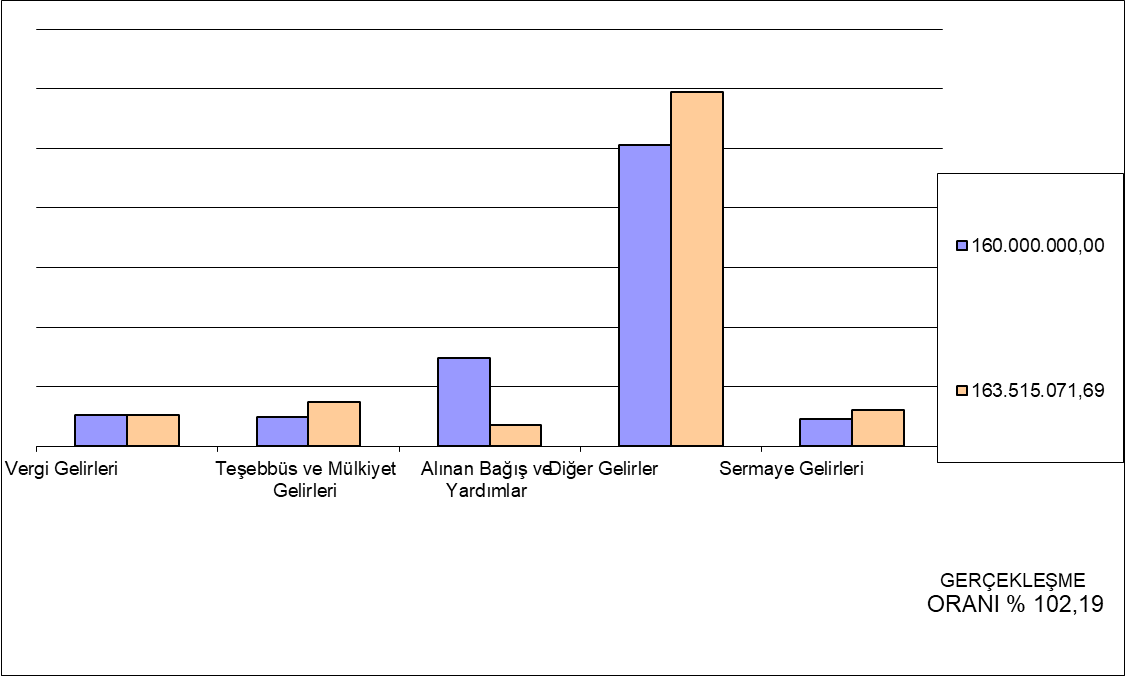 160.000.000,00
163.515.071,69
Vergi Gelirleri
Teşebbüs ve Mülkiyet
Gelirleri
Alınan Bağış ve
Yardımlar
Diğer Gelirler
Sermaye Gelirleri
GERÇEKLEŞME
ORANI % 102,19